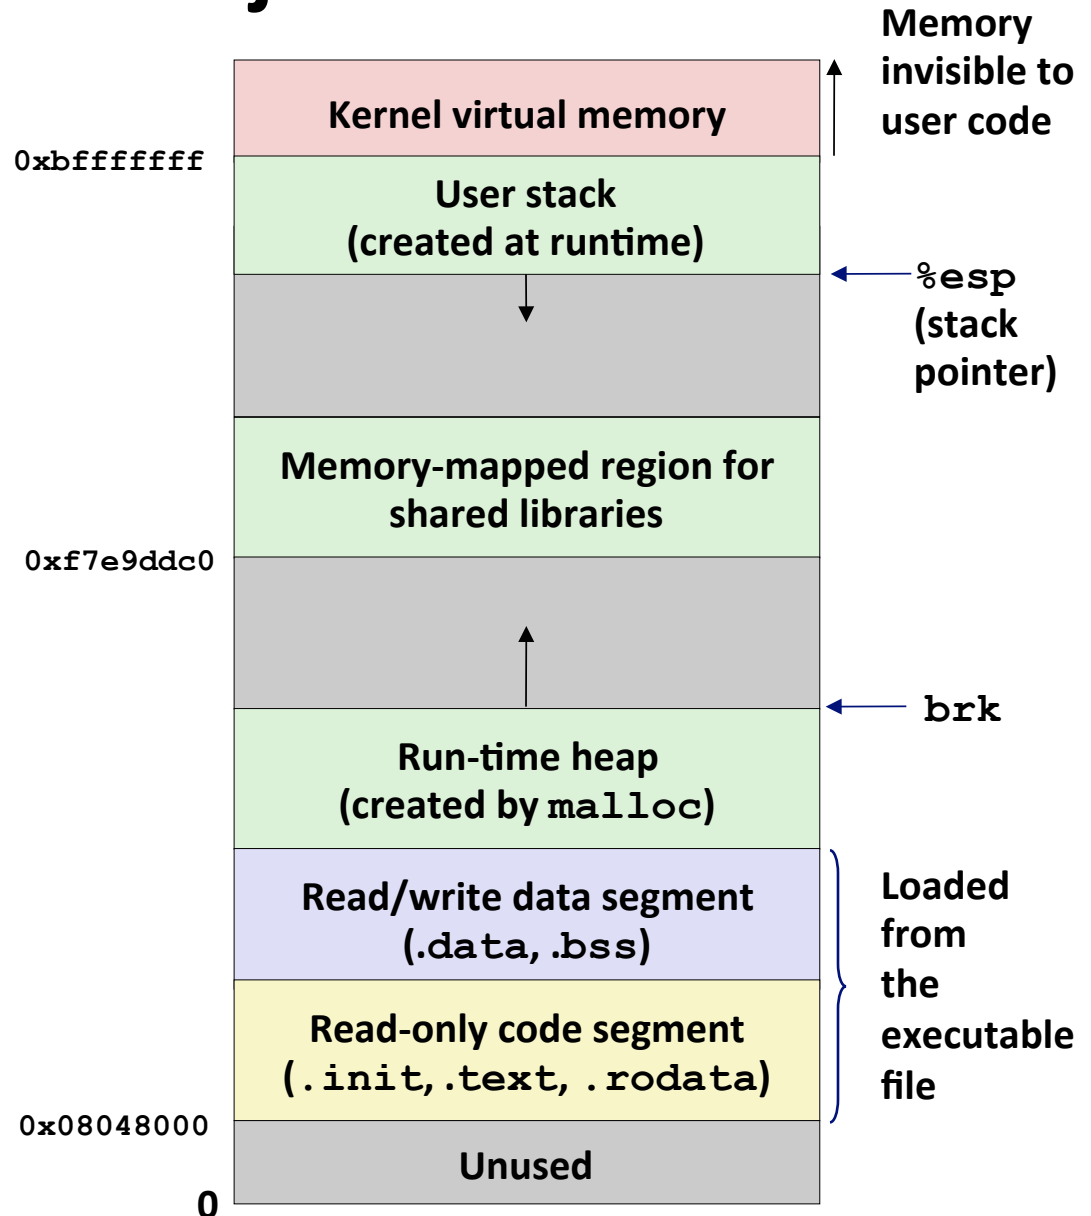 Memory
invisible to
user code
Kernel virtual memory
0xbfffffff
User stack
(created at runtime)
%esp
(stack
pointer)
Memory-mapped region for
shared libraries
0xf7e9ddc0
brk
Run-time heap
(created by malloc)
Read/write data segment
(.data, .bss)
Loaded
from
the
executable
file
Read-only code segment
(.init, .text, .rodata)
0x08048000
Unused
0